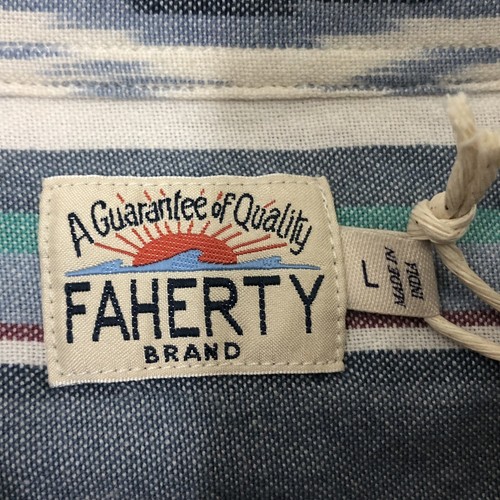 A Guarantee of Quality
FAHERTY
BRAND
L
MADE IN
INDIA